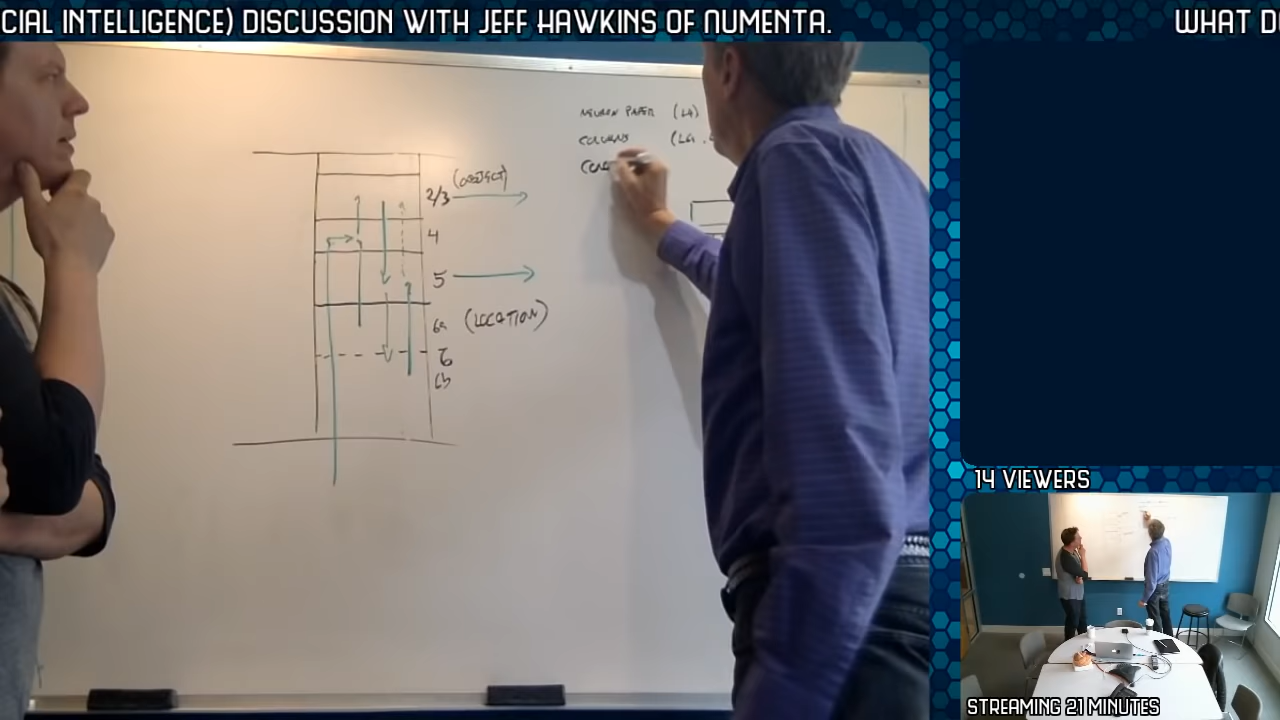 CIAL INTELLIGENCE) DISCUSSION WITH JEFF HAWKINS OF NUMENTA.
WHAT D
NEURON PAPER (L4)
COLUMNS (L6a,
(OBJECT)
2/3
4
5
6a (LOCATION)
6
6b
14 VIEWERS
STREAMING 21 MINUTES